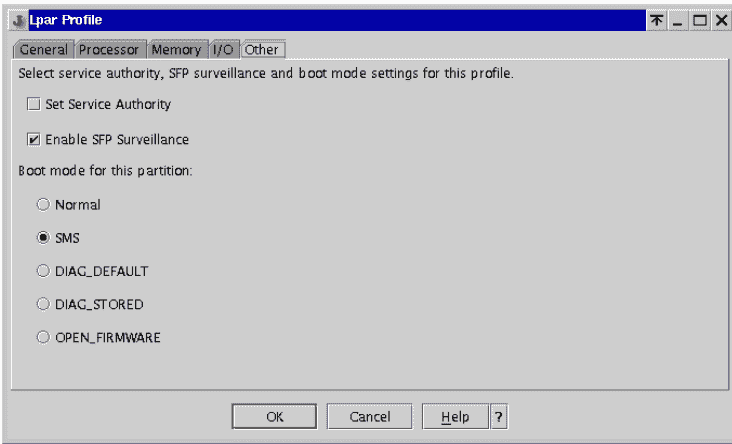 Lpar Profile
General Processor Memory I/O Other
Select service authority, SFP surveillance and boot mode settings for this profile.
Set Service Authority
Enable SFP Surveillance
Boot mode for this partition:
Normal
SMS
DIAG_DEFAULT
DIAG_STORED
OPEN_FIRMWARE
OK Cancel Help ?